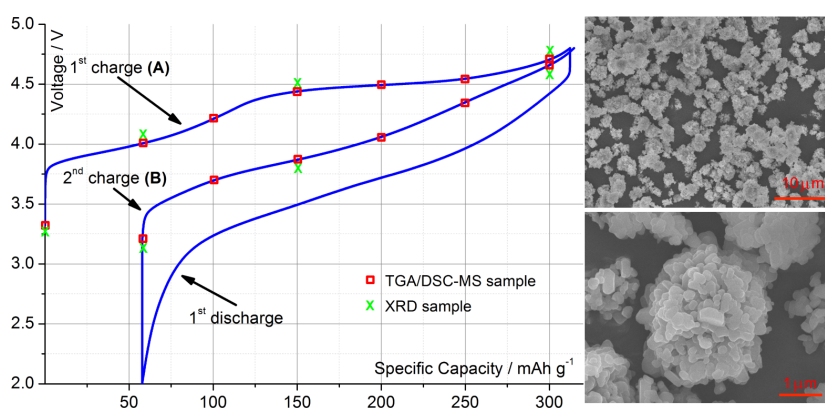 5.0
4.5
4.0
3.5
3.0
2.5
2.0
Voltage / V
1st charge (A)
2nd charge (B)
1st discharge
TGA/DSC-MS sample
XRD sample
Specific Capacity / mAh g-1
50
100
150
200
250
300
10 µm
1 µm